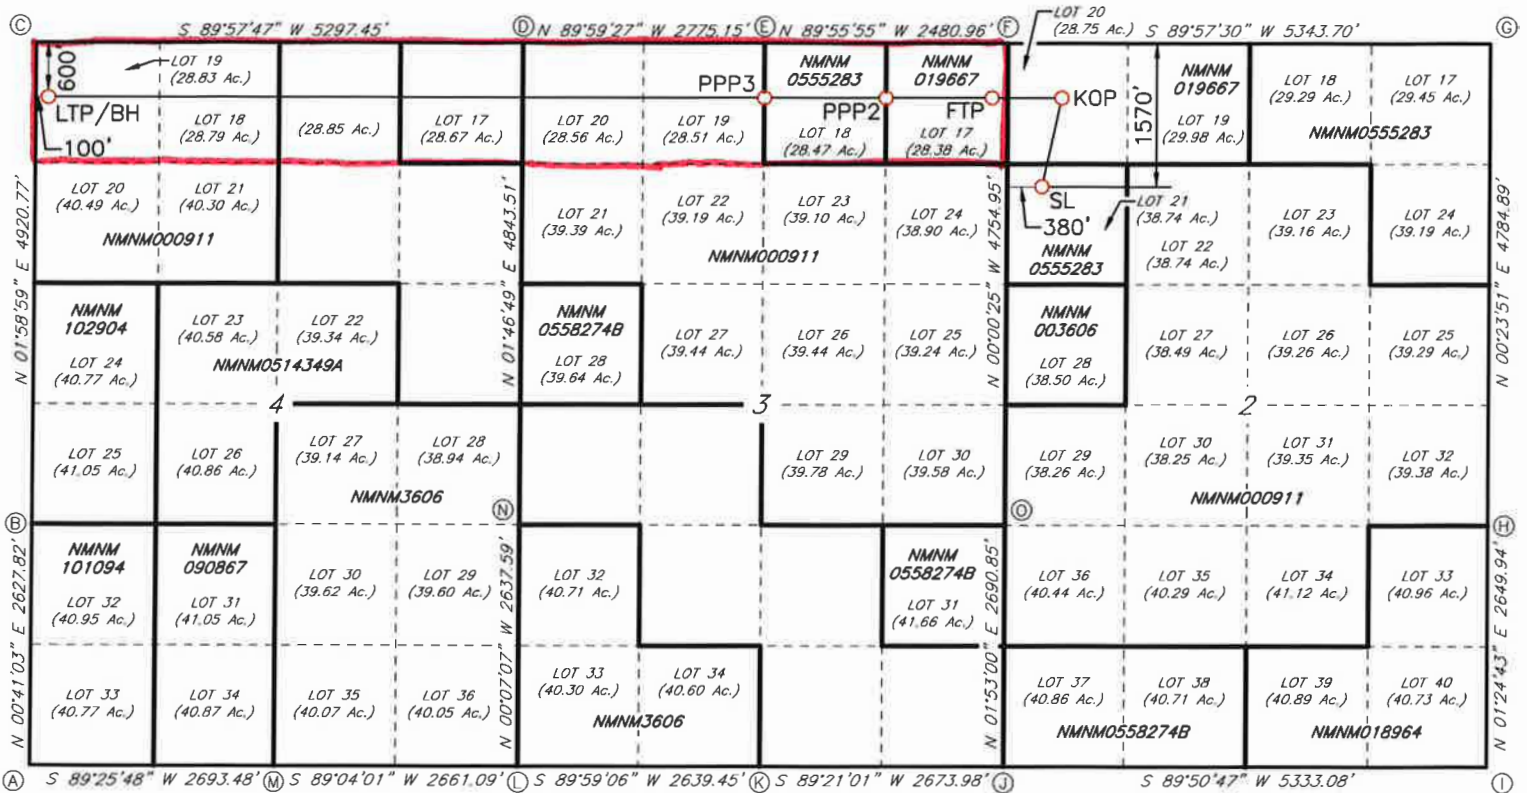 Ⓒ S 89°57'47" W 5297.45' Ⓓ N 89°59'27" W 2775.15' Ⓔ N 89°55'55" W 2480.96' Ⓕ S 89°57'30" W 5343.70' Ⓖ
LOT 20
(28.75 Ac.)
600'
LTP/BH
100'
LOT 19
(28.83 Ac.)
LOT 18
(28.79 Ac.)
(28.85 Ac.)
LOT 17
(28.67 Ac.)
LOT 20
(28.56 Ac.)
LOT 19
(28.51 Ac.)
PPP3
NMNM
0555283
PPP2
LOT 18
(28.47 Ac.)
NMNM
019667
FTP
LOT 17
(28.38 Ac.)
KOP
1570'
NMNM
019667
LOT 19
(29.98 Ac.)
LOT 18
(29.29 Ac.)
LOT 17
(29.45 Ac.)
NMNM0555283
N 01°58'59" E 4920.77'
LOT 20
(40.49 Ac.)
LOT 21
(40.30 Ac.)
NMNM000911
N 01°46'49" E 4843.51'
LOT 21
(39.39 Ac.)
LOT 22
(39.19 Ac.)
LOT 23
(39.10 Ac.)
LOT 24
(38.90 Ac.)
NMNM000911
N 00°00'25" W 4754.95'
SL
380'
LOT 21
(38.74 Ac.)
NMNM
0555283
LOT 22
(38.74 Ac.)
LOT 23
(39.16 Ac.)
LOT 24
(39.19 Ac.)
N 00°23'51" E 4784.89'
NMNM
102904
LOT 24
(40.77 Ac.)
LOT 23
(40.58 Ac.)
LOT 22
(39.34 Ac.)
NMNM0514349A
NMNM
0558274B
LOT 28
(39.64 Ac.)
LOT 27
(39.44 Ac.)
LOT 26
(39.44 Ac.)
LOT 25
(39.24 Ac.)
NMNM
003606
LOT 28
(38.50 Ac.)
LOT 27
(38.49 Ac.)
LOT 26
(39.26 Ac.)
LOT 25
(39.29 Ac.)
4
3
2
LOT 25
(41.05 Ac.)
LOT 26
(40.86 Ac.)
LOT 27
(39.14 Ac.)
LOT 28
(38.94 Ac.)
NMNM3606
LOT 29
(39.78 Ac.)
LOT 30
(39.58 Ac.)
LOT 29
(38.26 Ac.)
LOT 30
(38.25 Ac.)
LOT 31
(39.35 Ac.)
LOT 32
(39.38 Ac.)
NMNM000911
Ⓑ Ⓝ Ⓞ Ⓗ
N 00°41'03" E 2627.82'
NMNM
101094
LOT 32
(40.95 Ac.)
NMNM
090867
LOT 31
(41.05 Ac.)
LOT 30
(39.62 Ac.)
LOT 29
(39.60 Ac.)
N 00°07'07" W 2637.59'
LOT 32
(40.71 Ac.)
NMNM
0558274B
LOT 31
(41.66 Ac.)
N 01°53'00" E 2690.85'
LOT 36
(40.44 Ac.)
LOT 35
(40.29 Ac.)
LOT 34
(41.12 Ac.)
LOT 33
(40.96 Ac.)
N 01°24'43" E 2649.94'
LOT 33
(40.77 Ac.)
LOT 34
(40.87 Ac.)
LOT 35
(40.07 Ac.)
LOT 36
(40.05 Ac.)
LOT 33
(40.30 Ac.)
LOT 34
(40.60 Ac.)
NMNM3606
LOT 37
(40.86 Ac.)
LOT 38
(40.71 Ac.)
NMNM0558274B
LOT 39
(40.89 Ac.)
LOT 40
(40.73 Ac.)
NMNM018964
Ⓐ S 89°25'48" W 2693.48' Ⓜ S 89°04'01" W 2661.09' Ⓛ S 89°59'06" W 2639.45' Ⓚ S 89°21'01" W 2673.98' Ⓙ S 89°50'47" W 5333.08' Ⓘ